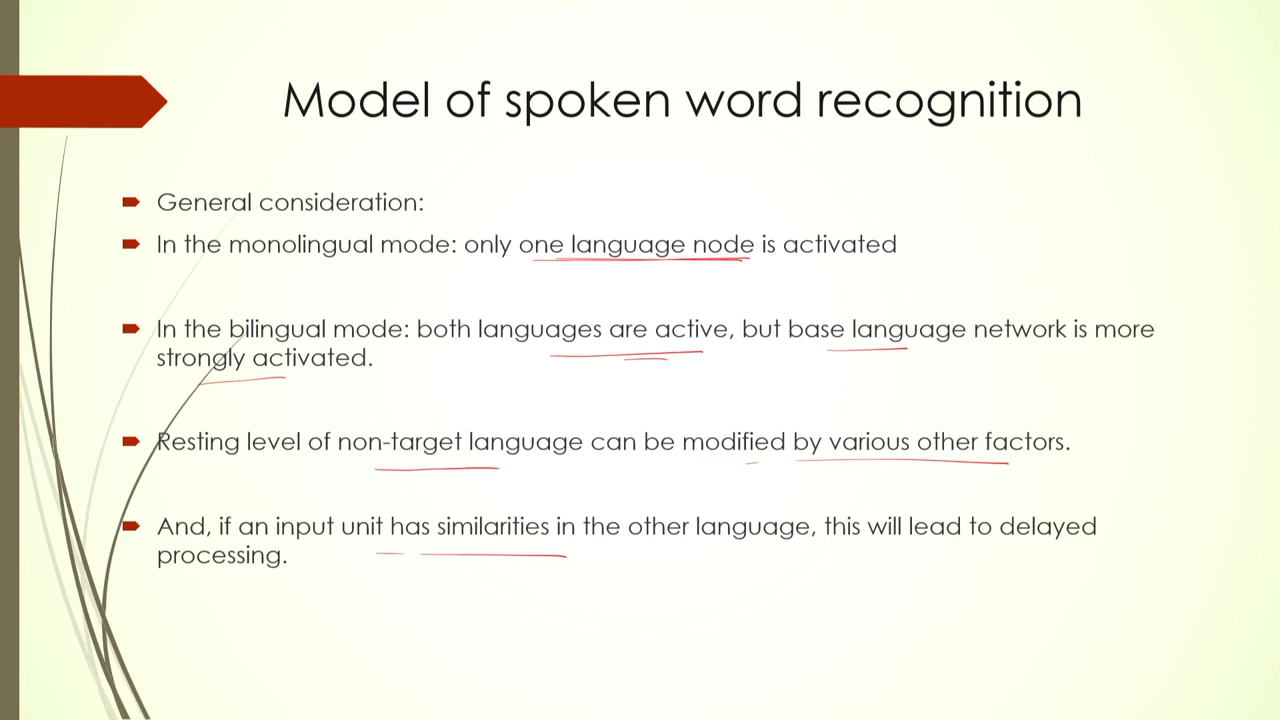 Model of spoken word recognition
General consideration:
In the monolingual mode: only one language node is activated
In the bilingual mode: both languages are active, but base language network is more
strongly activated.
Resting level of non-target language can be modified by various other factors.
And, if an input unit has similarities in the other language, this will lead to delayed
processing.